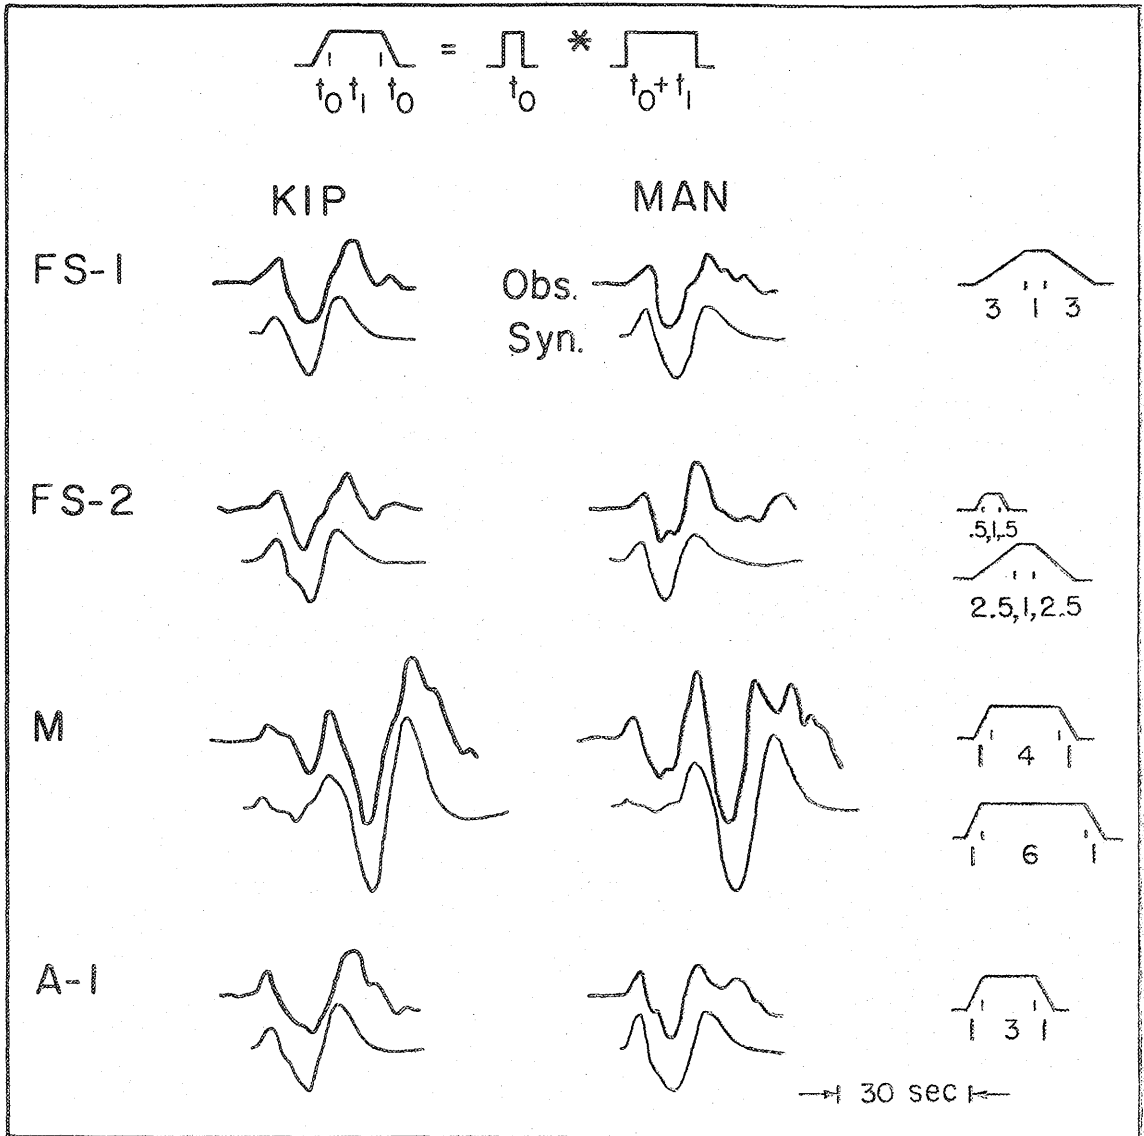 = *
t₀ t₁ t₀ t₀ t₀+t₁
KIP MAN
FS-1
Obs.
Syn.
3 1 3
FS-2
.5,1,.5
2.5,1,2.5
M
1 4 1
1 6 1
A-1
1 3 1
30 sec